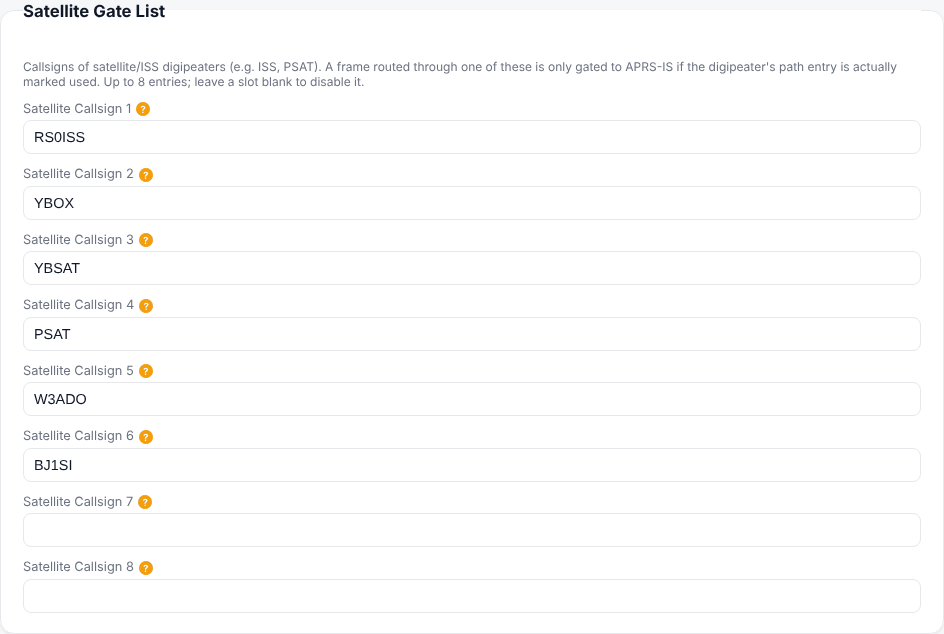 Satellite Gate List
Callsigns of satellite/ISS digipeaters (e.g. ISS, PSAT). A frame routed through one of these is only gated to APRS-IS if the digipeater's path entry is actually
marked used. Up to 8 entries; leave a slot blank to disable it.
Satellite Callsign 1 ?
RS0ISS
Satellite Callsign 2 ?
YBOX
Satellite Callsign 3 ?
YBSAT
Satellite Callsign 4 ?
PSAT
Satellite Callsign 5 ?
W3ADO
Satellite Callsign 6 ?
BJ1SI
Satellite Callsign 7 ?
Satellite Callsign 8 ?